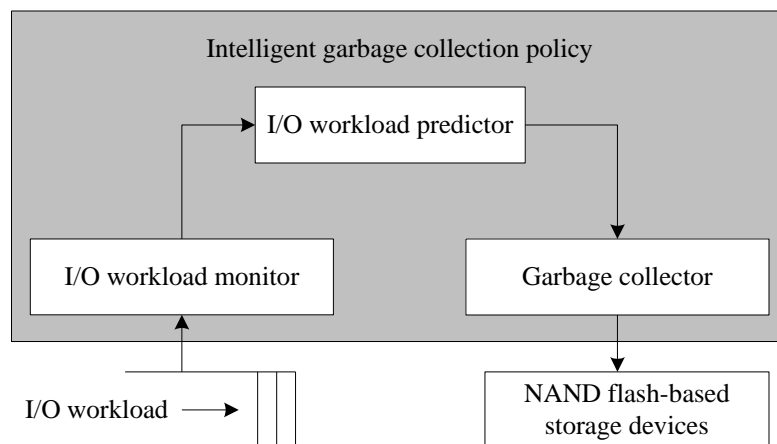 Intelligent garbage collection policy
I/O workload predictor
I/O workload monitor
Garbage collector
I/O workload
NAND flash-based
storage devices